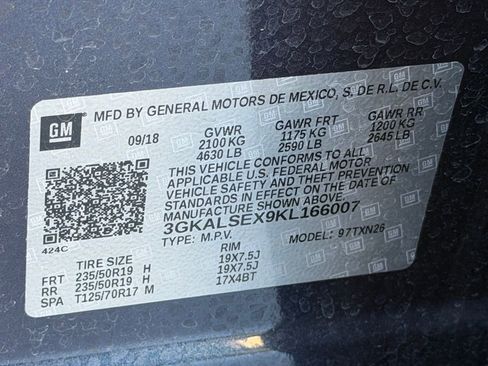 MFD BY GENERAL MOTORS DE MEXICO, S. DE R.L. DE C.V.
GM
09/18 GVWR GAWR FRT GAWR RR
2100 KG 1175 KG 1200 KG
4630 LB 2590 LB 2645 LB
THIS VEHICLE CONFORMS TO ALL
APPLICABLE U.S. FEDERAL MOTOR
VEHICLE SAFETY, BUMPER, AND THEFT
PREVENTION STANDARDS IN EFFECT ON
THE DATE OF MANUFACTURE SHOWN ABOVE.
3GKALSEX9KL166007
424C TYPE: M.P.V. MODEL: 97TXN26
TIRE SIZE RIM
FRT 235/50R19 H 19X7.5J
RR 235/50R19 H 19X7.5J
SPA T125/70R17 M 17X4BT